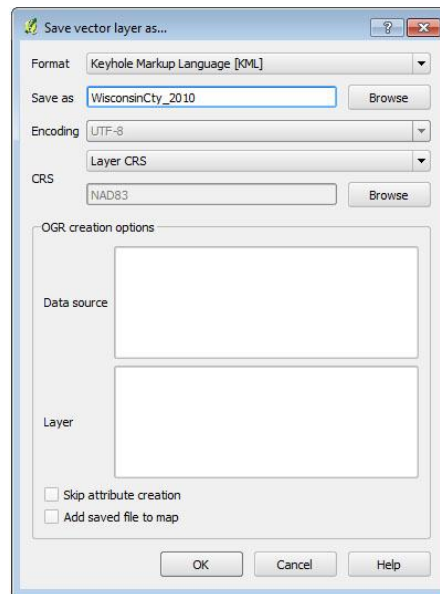 Save vector layer as...
Format Keyhole Markup Language [KML]
Save as WisconsinCty_2010 Browse
Encoding UTF-8
Layer CRS
CRS
NAD83 Browse
OGR creation options
Data source
Layer
Skip attribute creation
Add saved file to map
OK Cancel Help